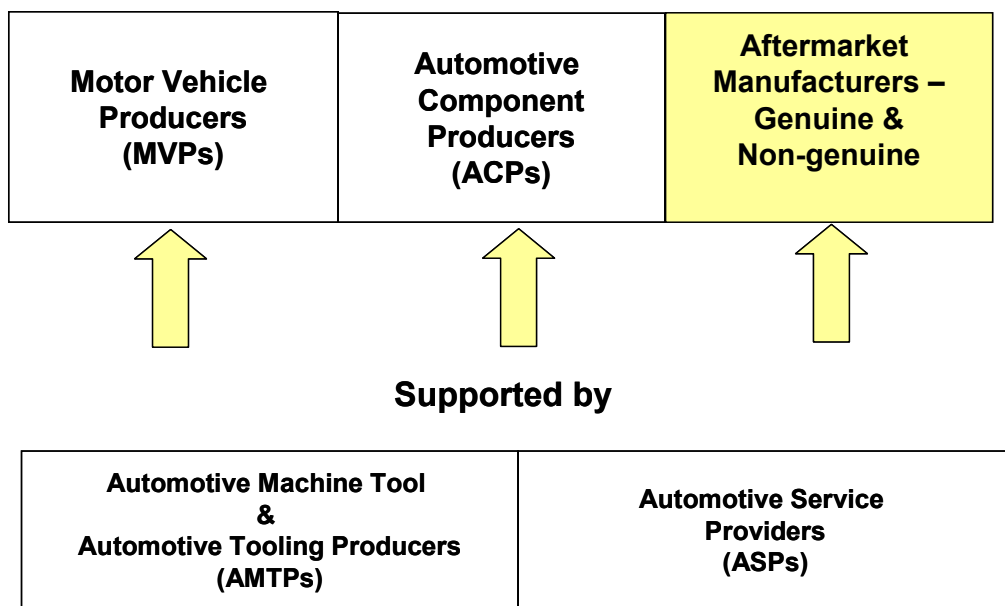 Motor Vehicle
Producers
(MVPs)
Automotive
Component
Producers
(ACPs)
Aftermarket
Manufacturers –
Genuine &
Non-genuine
Supported by
Automotive Machine Tool
&
Automotive Tooling Producers
(AMTPs)
Automotive Service
Providers
(ASPs)